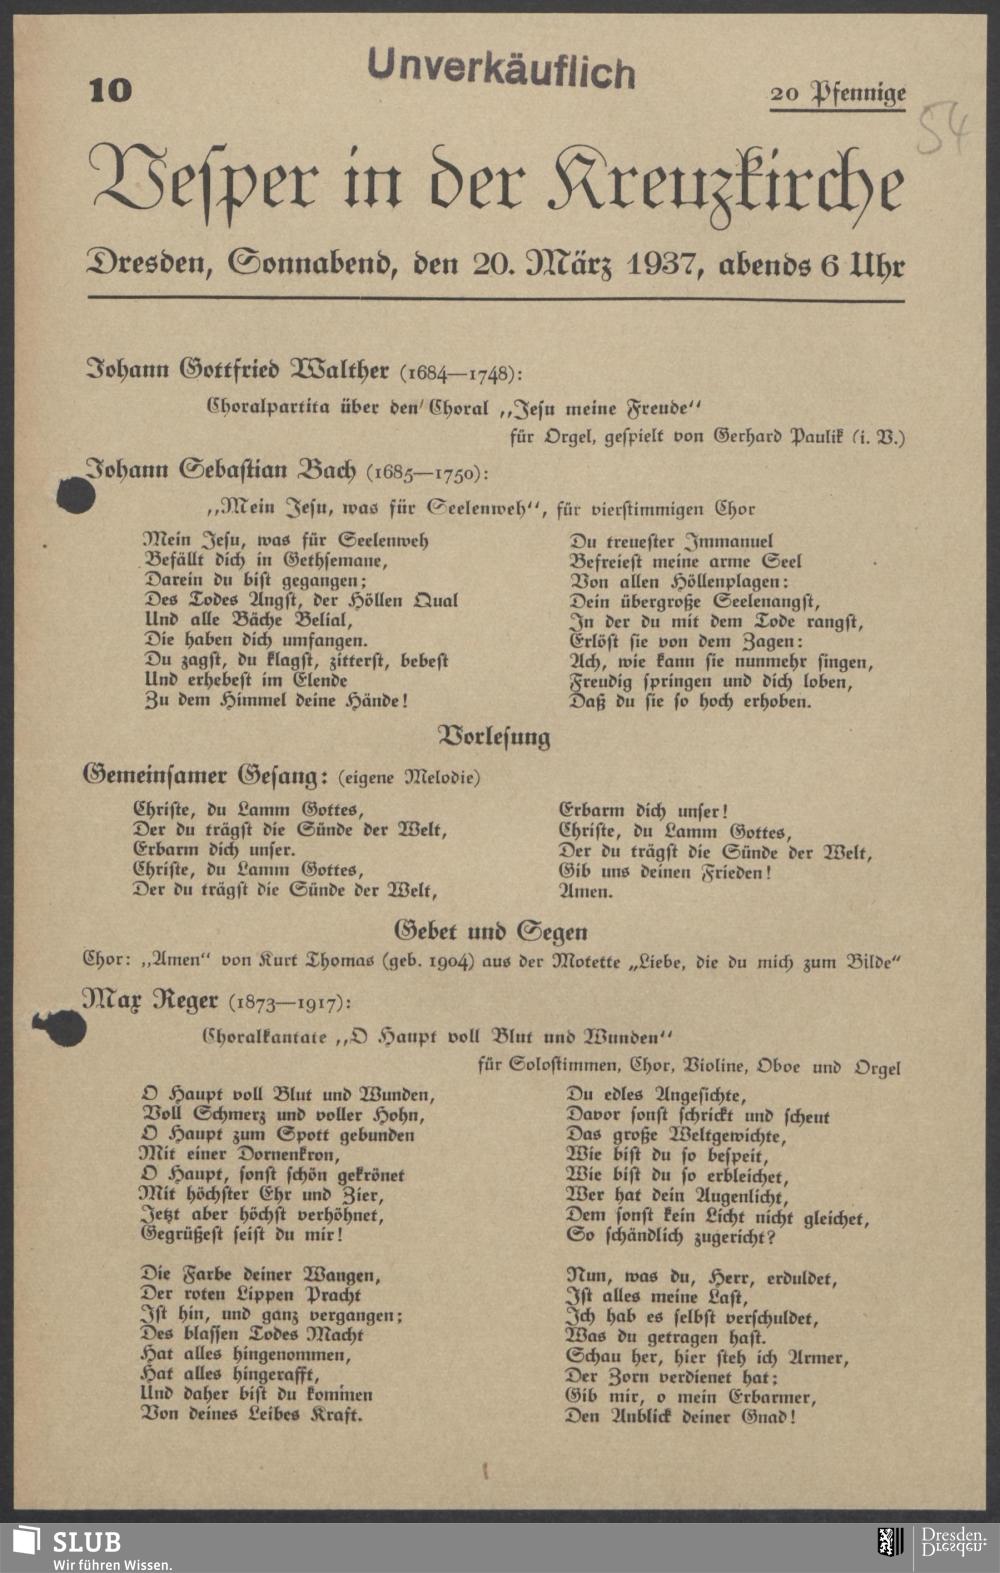 Unverkäuflich
10
20 Pfennige
54
Vesper in der Kreuzkirche
Dresden, Sonnabend, den 20. März 1937, abends 6 Uhr
Johann Gottfried Walther (1684—1748):
Choralpartita über den Choral „Jesu meine Freude“
für Orgel, gespielt von Gerhard Paulik (i. V.)
Johann Sebastian Bach (1685—1750):
„Mein Jesu, was für Seelenweh“, für vierstimmigen Chor
Mein Jesu, was für Seelenweh
Befällt dich in Gethsemane,
Darein du bist gegangen;
Des Todes Angst, der Höllen Qual
Und alle Bäche Belial,
Die haben dich umfangen.
Du zagst, du klagst, zitterst, bebest
Und erhebest im Elende
Zu dem Himmel deine Hände!
Du treuester Immanuel
Befreiest meine arme Seel
Von allen Höllenplagen:
Dein übergroße Seelenangst,
In der du mit dem Tode rangst,
Erlöst sie von dem Zagen:
Ach, wie kann sie nunmehr singen,
Freudig springen und dich loben,
Daß du sie so hoch erhoben.
Vorlesung
Gemeinsamer Gesang: (eigene Melodie)
Christe, du Lamm Gottes,
Der du trägst die Sünde der Welt,
Erbarm dich unser.
Christe, du Lamm Gottes,
Der du trägst die Sünde der Welt,
Erbarm dich unser!
Christe, du Lamm Gottes,
Der du trägst die Sünde der Welt,
Gib uns deinen Frieden!
Amen.
Gebet und Segen
Chor: „Amen“ von Kurt Thomas (geb. 1904) aus der Motette „Liebe, die du mich zum Bilde“
Max Reger (1873—1917):
Choralkantate „O Haupt voll Blut und Wunden“
für Solostimmen, Chor, Violine, Oboe und Orgel
O Haupt voll Blut und Wunden,
Voll Schmerz und voller Hohn,
O Haupt zum Spott gebunden
Mit einer Dornenkron,
O Haupt, sonst schön gekrönet
Mit höchster Ehr und Zier,
Jetzt aber höchst verhöhnet,
Gegrüßest seist du mir!
Die Farbe deiner Wangen,
Der roten Lippen Pracht
Ist hin, und ganz vergangen;
Des blassen Todes Macht
Hat alles hingenommen,
Hat alles hingerafft,
Und daher bist du kommen
Von deines Leibes Kraft.
Du edles Angesichte,
Davor sonst schrickt und scheut
Das große Weltgewichte,
Wie bist du so bespeit,
Wie bist du so erbleichet,
Wer hat dein Augenlicht,
Dem sonst kein Licht nicht gleichet,
So schändlich zugericht?
Nun, was du, Herr, erduldet,
Ist alles meine Last,
Ich hab es selbst verschuldet,
Was du getragen hast.
Schau her, hier steh ich Armer,
Der Zorn verdienet hat;
Gib mir, o mein Erbarmer,
Den Anblick deiner Gnad!
SLUB
Wir führen Wissen.
Dresden.